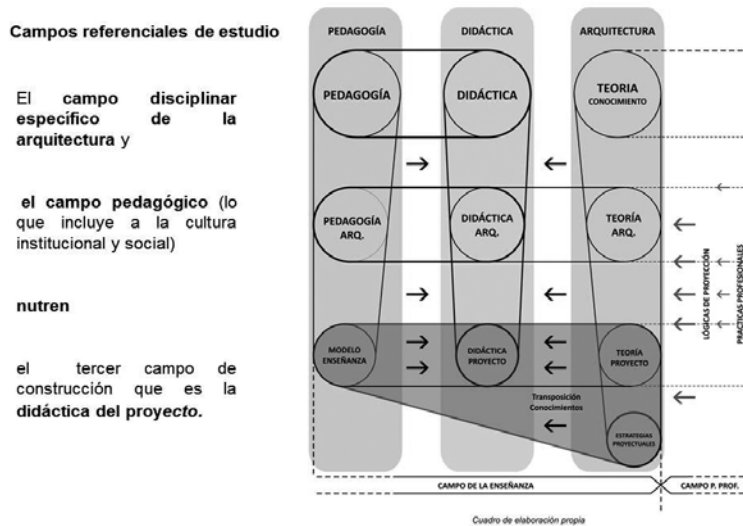 Campos referenciales de estudio
El campo disciplinar
específico de la
arquitectura y
el campo pedagógico (lo
que incluye a la cultura
institucional y social)
nutren
el tercer campo de
construcción que es la
didáctica del proyecto.
PEDAGOGÍA
DIDÁCTICA
ARQUITECTURA
PEDAGOGÍA
DIDÁCTICA
TEORIA
CONOCIMIENTO
PEDAGOGÍA
ARQ.
DIDÁCTICA
ARQ.
TEORÍA
ARQ.
LÓGICAS DE PROYECCIÓN
PRACTICAS PROFESIONALES
MODELO
ENSEÑANZA
DIDÁCTICA
PROYECTO
TEORÍA
PROYECTO
Transposición
Conocimientos
ESTRATEGIAS
PROYECTUALES
CAMPO DE LA ENSEÑANZA
CAMPO P. PROF.
Cuadro de elaboración propia